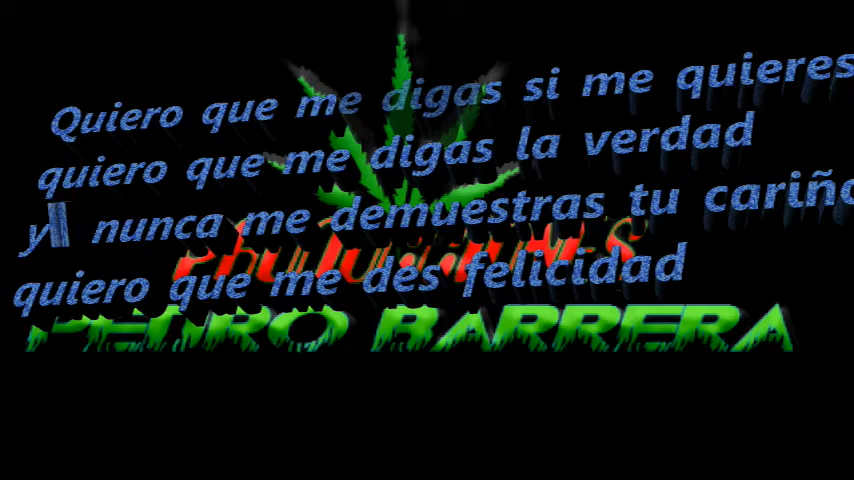 Quiero que me digas si me quieres
quiero que me digas la verdad
y nunca me demuestras tu cariño
quiero que me des felicidad
PEDRO BARRERA